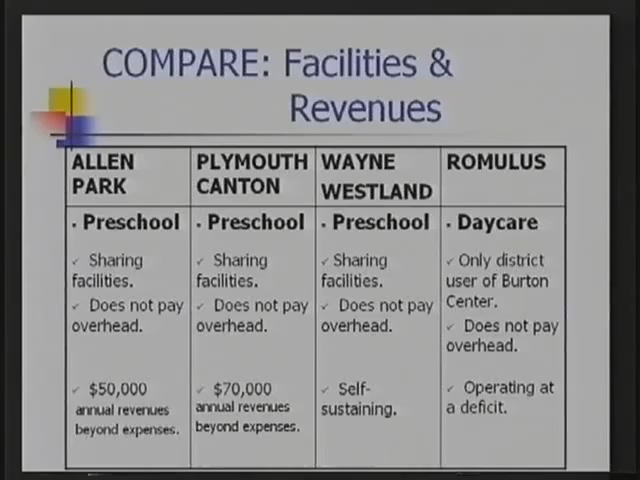 COMPARE: Facilities &
Revenues
ALLEN
PARK
PLYMOUTH
CANTON
WAYNE
WESTLAND
ROMULUS
▪ Preschool
✓ Sharing
facilities.
✓ Does not pay
overhead.
✓ $50,000
annual revenues
beyond expenses.
▪ Preschool
✓ Sharing
facilities.
✓ Does not pay
overhead.
✓ $70,000
annual revenues
beyond expenses.
▪ Preschool
✓ Sharing
facilities.
✓ Does not pay
overhead.
✓ Self-
sustaining.
▪ Daycare
✓ Only district
user of Burton
Center.
✓ Does not pay
overhead.
✓ Operating at
a deficit.